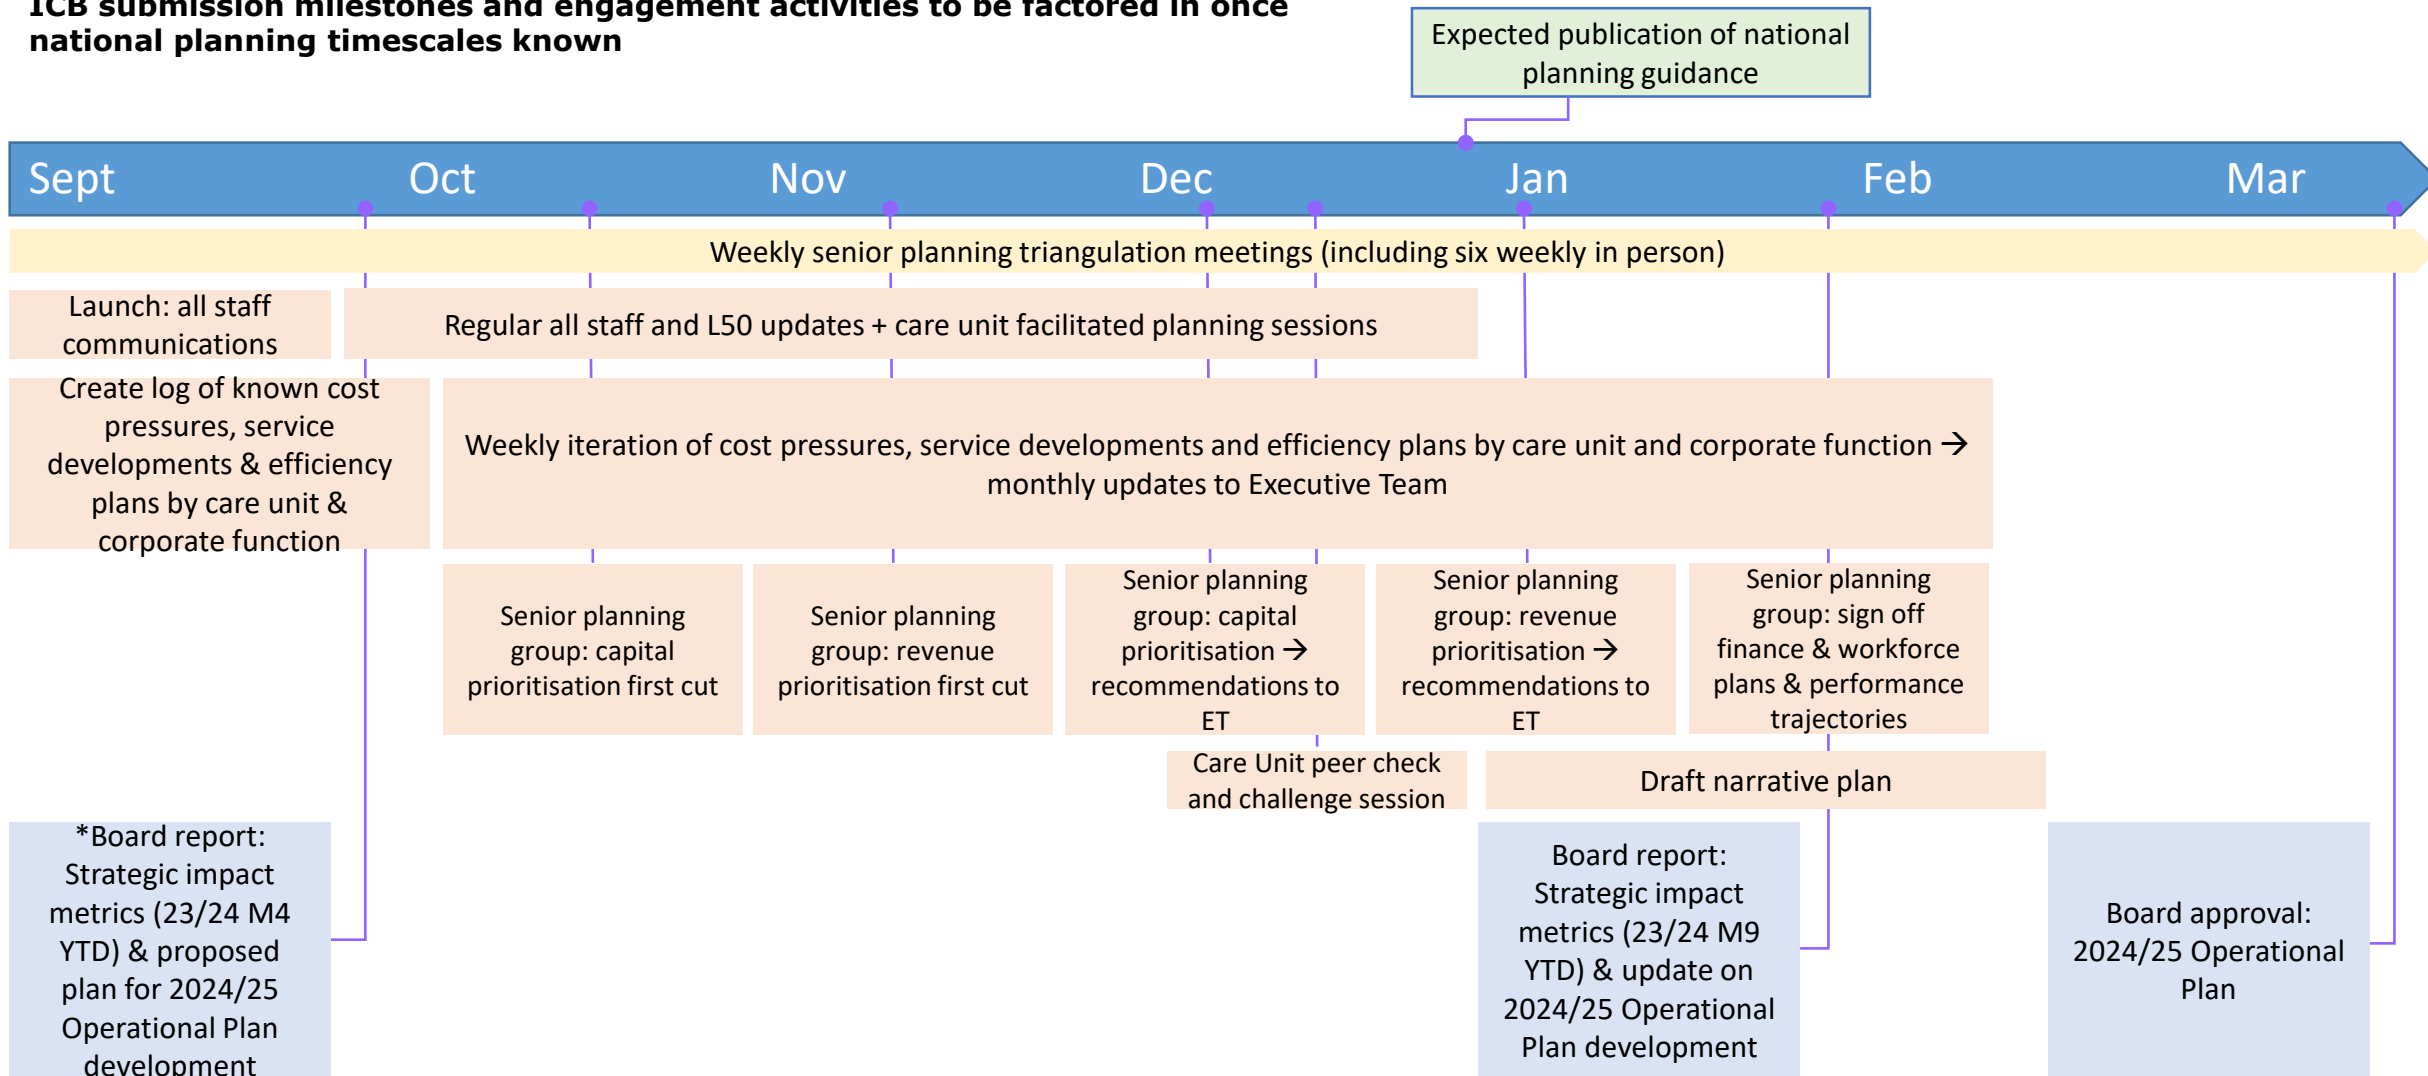 ICB submission milestones and engagement activities to be factored in once
national planning timescales known
Expected publication of national
planning guidance
Sept
Oct
Nov
Dec
Jan
Feb
Mar
Weekly senior planning triangulation meetings (including six weekly in person)
Launch: all staff
communications
Regular all staff and L50 updates + care unit facilitated planning sessions
Create log of known cost
pressures, service
developments & efficiency
plans by care unit &
corporate function
Weekly iteration of cost pressures, service developments and efficiency plans by care unit and corporate function →
monthly updates to Executive Team
Senior planning
group: capital
prioritisation first cut
Senior planning
group: revenue
prioritisation first cut
Senior planning
group: capital
prioritisation →
recommendations to
ET
Senior planning
group: revenue
prioritisation →
recommendations to
ET
Senior planning
group: sign off
finance & workforce
plans & performance
trajectories
Care Unit peer check
and challenge session
Draft narrative plan
*Board report:
Strategic impact
metrics (23/24 M4
YTD) & proposed
plan for 2024/25
Operational Plan
development
Board report:
Strategic impact
metrics (23/24 M9
YTD) & update on
2024/25 Operational
Plan development
Board approval:
2024/25 Operational
Plan